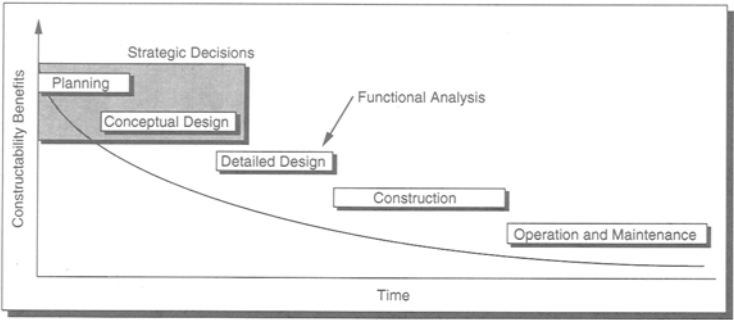 Strategic Decisions
Planning
Functional Analysis
Conceptual Design
Detailed Design
Construction
Operation and Maintenance
Constructability Benefits
Time